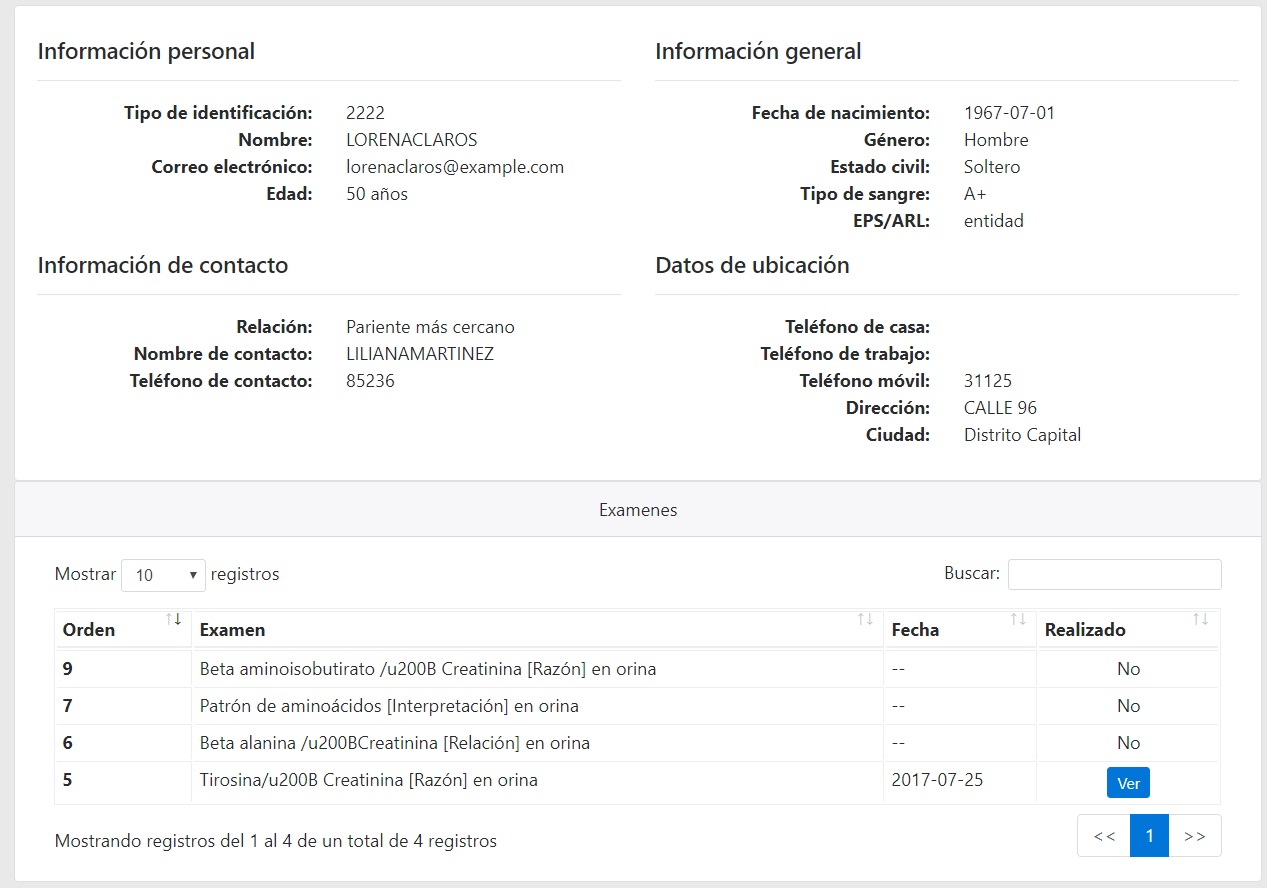 Información personal
Tipo de identificación: 2222
Nombre: LORENACLAROS
Correo electrónico: lorenaclaros@example.com
Edad: 50 años
Información general
Fecha de nacimiento: 1967-07-01
Género: Hombre
Estado civil: Soltero
Tipo de sangre: A+
EPS/ARL: entidad
Información de contacto
Relación: Pariente más cercano
Nombre de contacto: LILIANAMARTINEZ
Teléfono de contacto: 85236
Datos de ubicación
Teléfono de casa:
Teléfono de trabajo:
Teléfono móvil: 31125
Dirección: CALLE 96
Ciudad: Distrito Capital
Examenes
Mostrar 10 registros
Buscar:
Orden Examen Fecha Realizado
9 Beta aminoisobutirato /u200B Creatinina [Razón] en orina -- No
7 Patrón de aminoácidos [Interpretación] en orina -- No
6 Beta alanina /u200BCreatinina [Relación] en orina -- No
5 Tirosina/u200B Creatinina [Razón] en orina 2017-07-25 Ver
Mostrando registros del 1 al 4 de un total de 4 registros
<< 1 >>